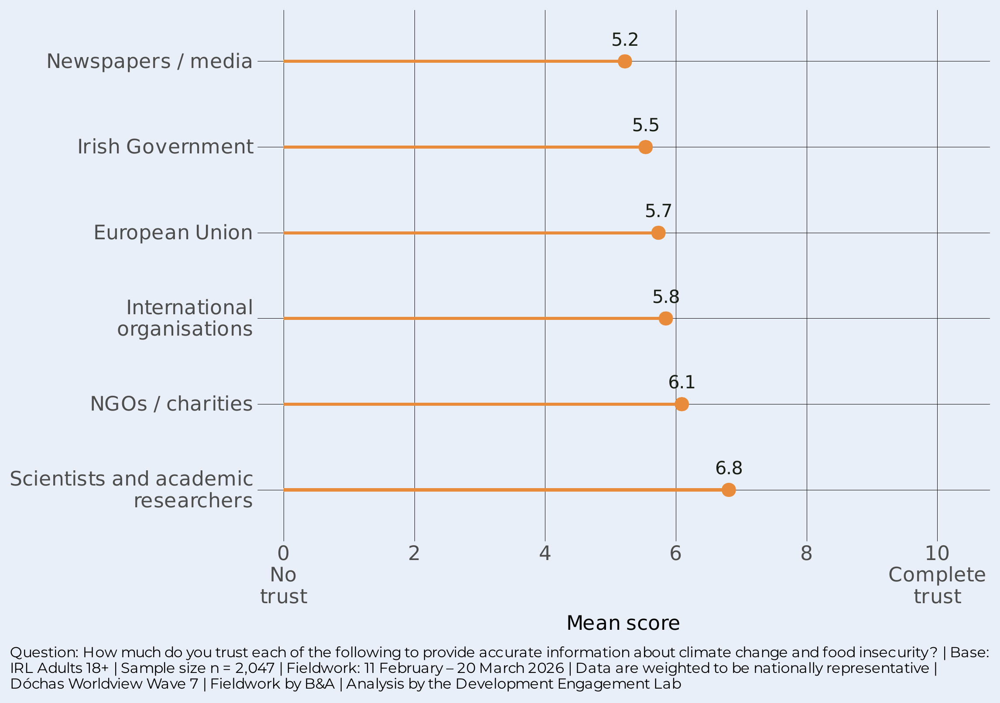 5.2
Newspapers / media
5.5
Irish Government
5.7
European Union
5.8
International
organisations
6.1
NGOs / charities
6.8
Scientists and academic
researchers
0 2 4 6 8 10
No Complete
trust trust
Mean score
Question: How much do you trust each of the following to provide accurate information about climate change and food insecurity? | Base:
IRL Adults 18+ | Sample size n = 2,047 | Fieldwork: 11 February – 20 March 2026 | Data are weighted to be nationally representative |
Dóchas Worldview Wave 7 | Fieldwork by B&A | Analysis by the Development Engagement Lab